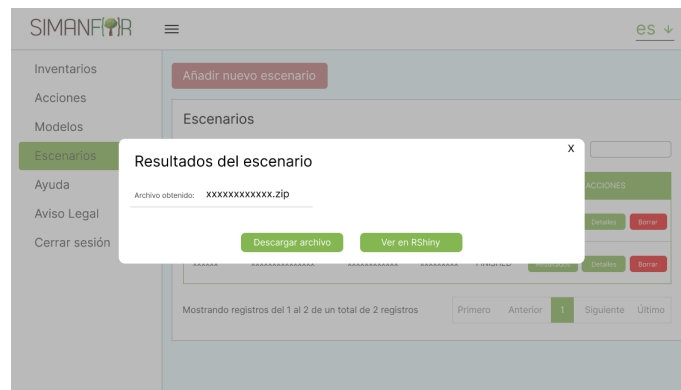 SIMANFOR
es
Inventarios
Acciones
Modelos
Escenarios
Ayuda
Aviso Legal
Cerrar sesión
Añadir nuevo escenario
Escenarios
Resultados del escenario
X
Archivo obtenido: xxxxxxxxxxxx.zip
Descargar archivo Ver en RShiny
ACCIONES
Detalles Borrar
FINISHED Resultados Detalles Borrar
Mostrando registros del 1 al 2 de un total de 2 registros
Primero Anterior 1 Siguiente Último